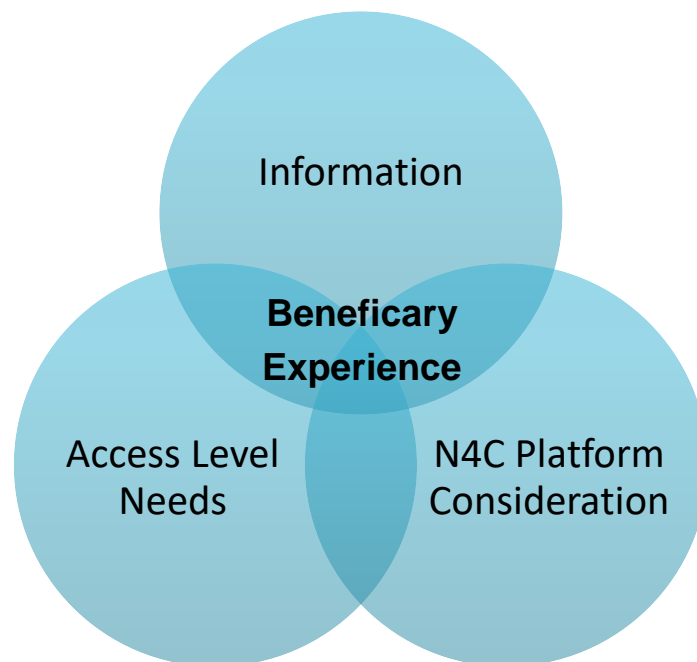 Information
Beneficary
Experience
Access Level
Needs
N4C Platform
Consideration